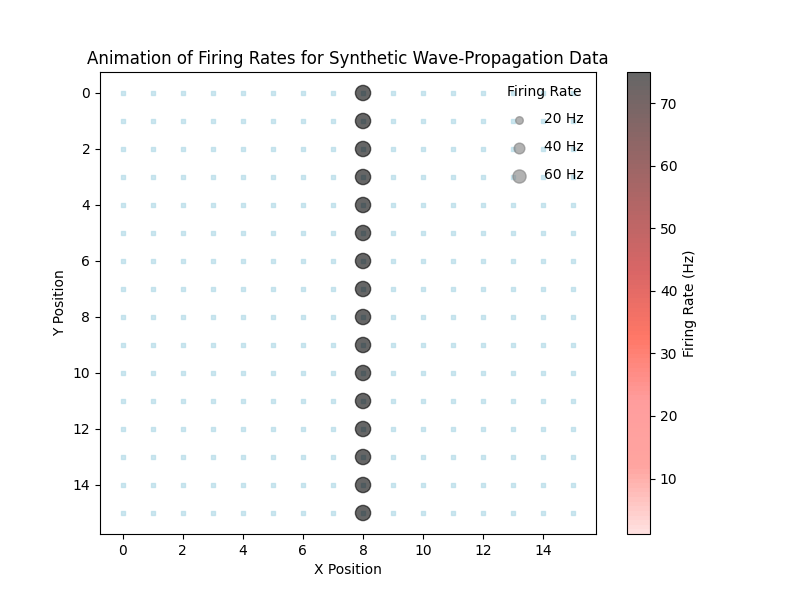 Animation of Firing Rates for Synthetic Wave-Propagation Data
Firing Rate
20 Hz
40 Hz
60 Hz
0
2
4
6
8
10
12
14
Y Position
0 2 4 6 8 10 12 14
X Position
70
60
50
40
30
20
10
Firing Rate (Hz)